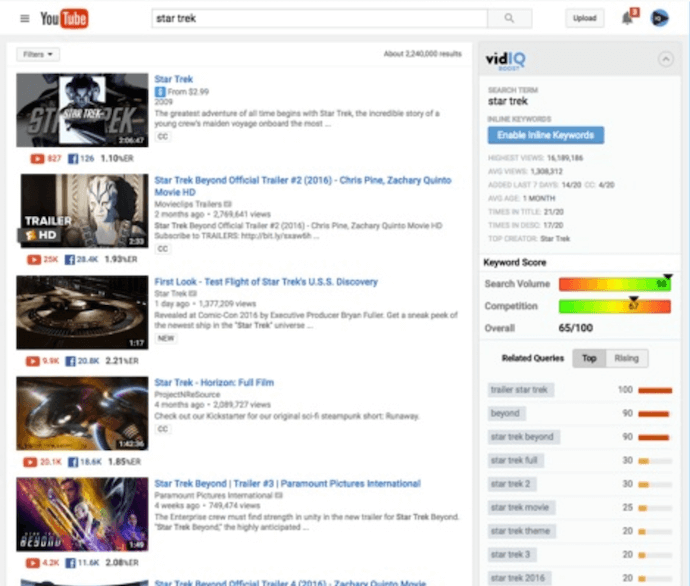 YouTube
star trek
Upload
3
Filters
About 2,240,000 results
STAR TREK
2:06:47
827 126 1.10%ER
Star Trek
$ From $2.99
2009
The greatest adventure of all time begins with Star Trek, the incredible story of a
young crew's maiden voyage onboard the most ...
CC
TRAILER
HD
2:33
25K 28.4K 1.93%ER
Star Trek Beyond Official Trailer #2 (2016) - Chris Pine, Zachary Quinto
Movie HD
Movieclips Trailers
2 months ago • 2,769,641 views
Star Trek Beyond Official Trailer #2 (2016) - Chris Pine, Zachary Quinto Movie HD
Subscribe to TRAILERS: http://bit.ly/sxaw6h ...
CC
1:17
9.9K 20.8K 2.21%ER
First Look - Test Flight of Star Trek's U.S.S. Discovery
Star Trek
1 day ago • 1,377,209 views
Revealed at Comic-Con 2016 by Executive Producer Bryan Fuller. Get a sneak peek of
the newest ship in the "Star Trek" universe ...
NEW
1:42:36
20.1K 18.6K 1.85%ER
Star Trek - Horizon: Full Film
ProjectNReSource
4 months ago • 2,089,727 views
Check out our Kickstarter for our original sci-fi steampunk short: Runaway.
CC
STAR TREK
BEYOND
1:49
4.2K 11.6K 2.08%ER
Star Trek Beyond | Trailer #3 | Paramount Pictures International
Paramount Pictures International
4 weeks ago • 749,474 views
The Enterprise crew must find strength in unity in the new trailer for Star Trek Beyond.
"Star Trek Beyond," the highly anticipated ...
Star Trek Beyond Official Trailer 4 (2016) - Zachary Quinto Movie
vidIQ
BOOST
SEARCH TERM
star trek
INLINE KEYWORDS
Enable Inline Keywords
HIGHEST VIEWS: 16,189,186
AVG VIEWS: 1,308,312
ADDED LAST 7 DAYS: 14/20 CC: 4/20
AVG AGE: 1 MONTH
TIMES IN TITLE: 21/20
TIMES IN DESC: 17/20
TOP CREATOR: Star Trek
Keyword Score
Search Volume 98
Competition 67
Overall 65/100
Related Queries Top Rising
trailer star trek 100
beyond 90
star trek beyond 90
star trek full 30
star trek 2 30
star trek movie 25
star trek theme 20
star trek 3 20
star trek 2016 20